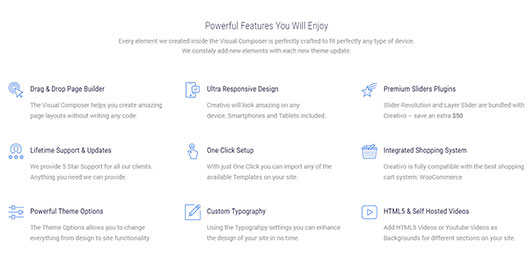 Powerful Features You Will Enjoy
Every element we created inside the Visual Composer is perfectly crafted to fit perfectly any type of device.
We constaly add new elements with each new theme update.
Drag & Drop Page Builder
The Visual Composer helps you create amazing
page layouts without writing any code.
Ultra Responsive Design
Creativo will look amazing on any
device, Smartphones and Tablets included.
Premium Sliders Plugins
Slider Revolution and Layer Slider are bundled with
Creativo – save an extra $50
Lifetime Support & Updates
We provide 5 Star Support for all our clients.
Anything you need we can provide.
One Click Setup
With just One Click you can import any of the
available Templates on your site.
Integrated Shopping System
Creativo is fully compatible with the best shopping
cart system: WooCommerce
Powerful Theme Options
The Theme Options allows you to change
everything from design to site functionality
Custom Typography
Using the Typograhpy settings you can enhance
the design of your site in no time.
HTML5 & Self Hosted Videos
Add HTML5 Videos or Youtube Videos as
Backgrounds for different sections on your site.